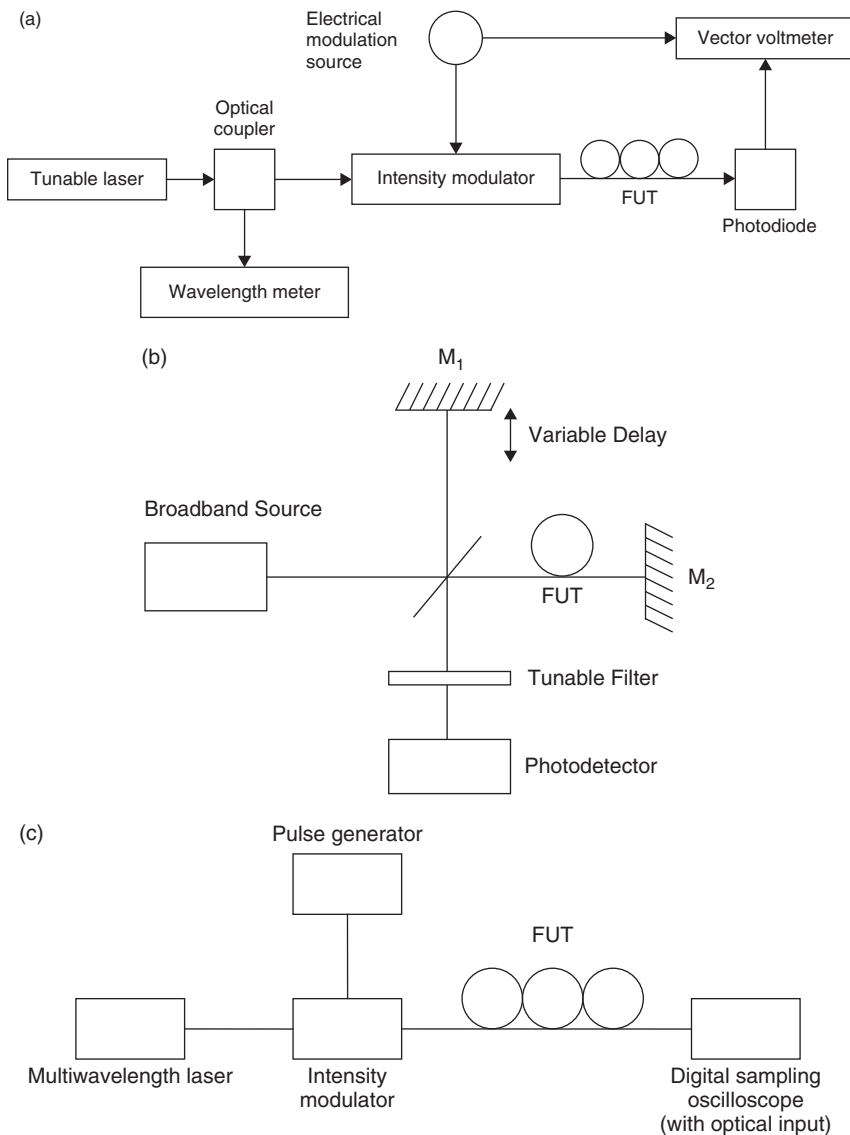 (a)
Electrical
modulation
source
Vector voltmeter
Optical
coupler
Tunable laser
Intensity modulator
FUT
Photodiode
Wavelength meter
(b)
M1
Variable Delay
Broadband Source
FUT
M2
Tunable Filter
Photodetector
(c)
Pulse generator
FUT
Multiwavelength laser
Intensity
modulator
Digital sampling
oscilloscope
(with optical input)